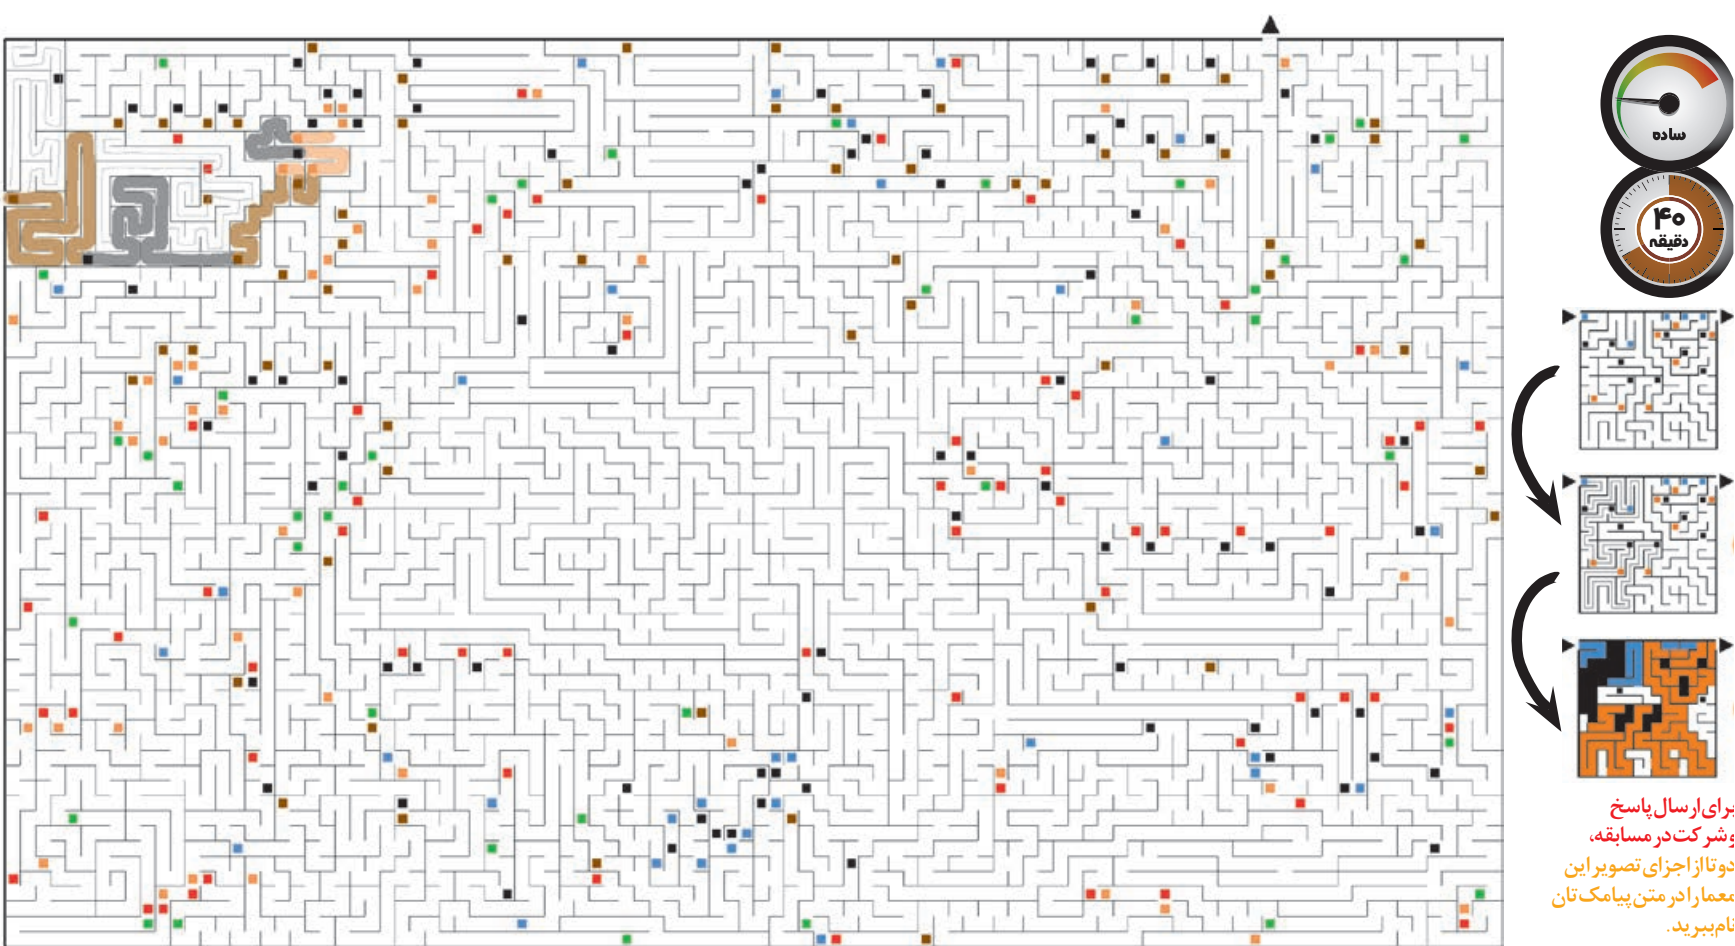 ساده
۴۰
دقیقه
برای ارسال پاسخ
وشرکت در مسابقه،
دوتا از اجزای تصویر این
معما را در متن پیامک تان
نام ببرید.